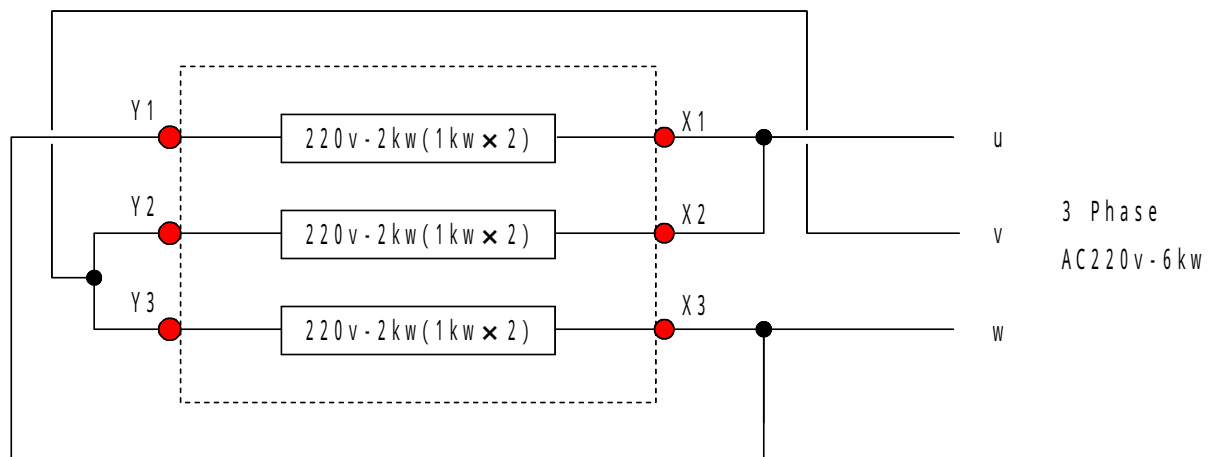 Y1
220v-2kw(1kw×2)
X1
u
Y2
220v-2kw(1kw×2)
X2
v
3 Phase
AC220v-6kw
Y3
220v-2kw(1kw×2)
X3
w